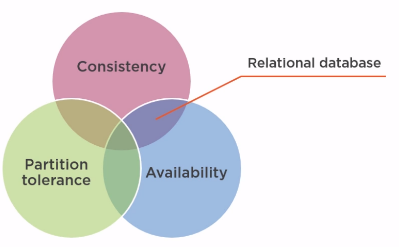 Relational database
Consistency
Partition
tolerance
Availability